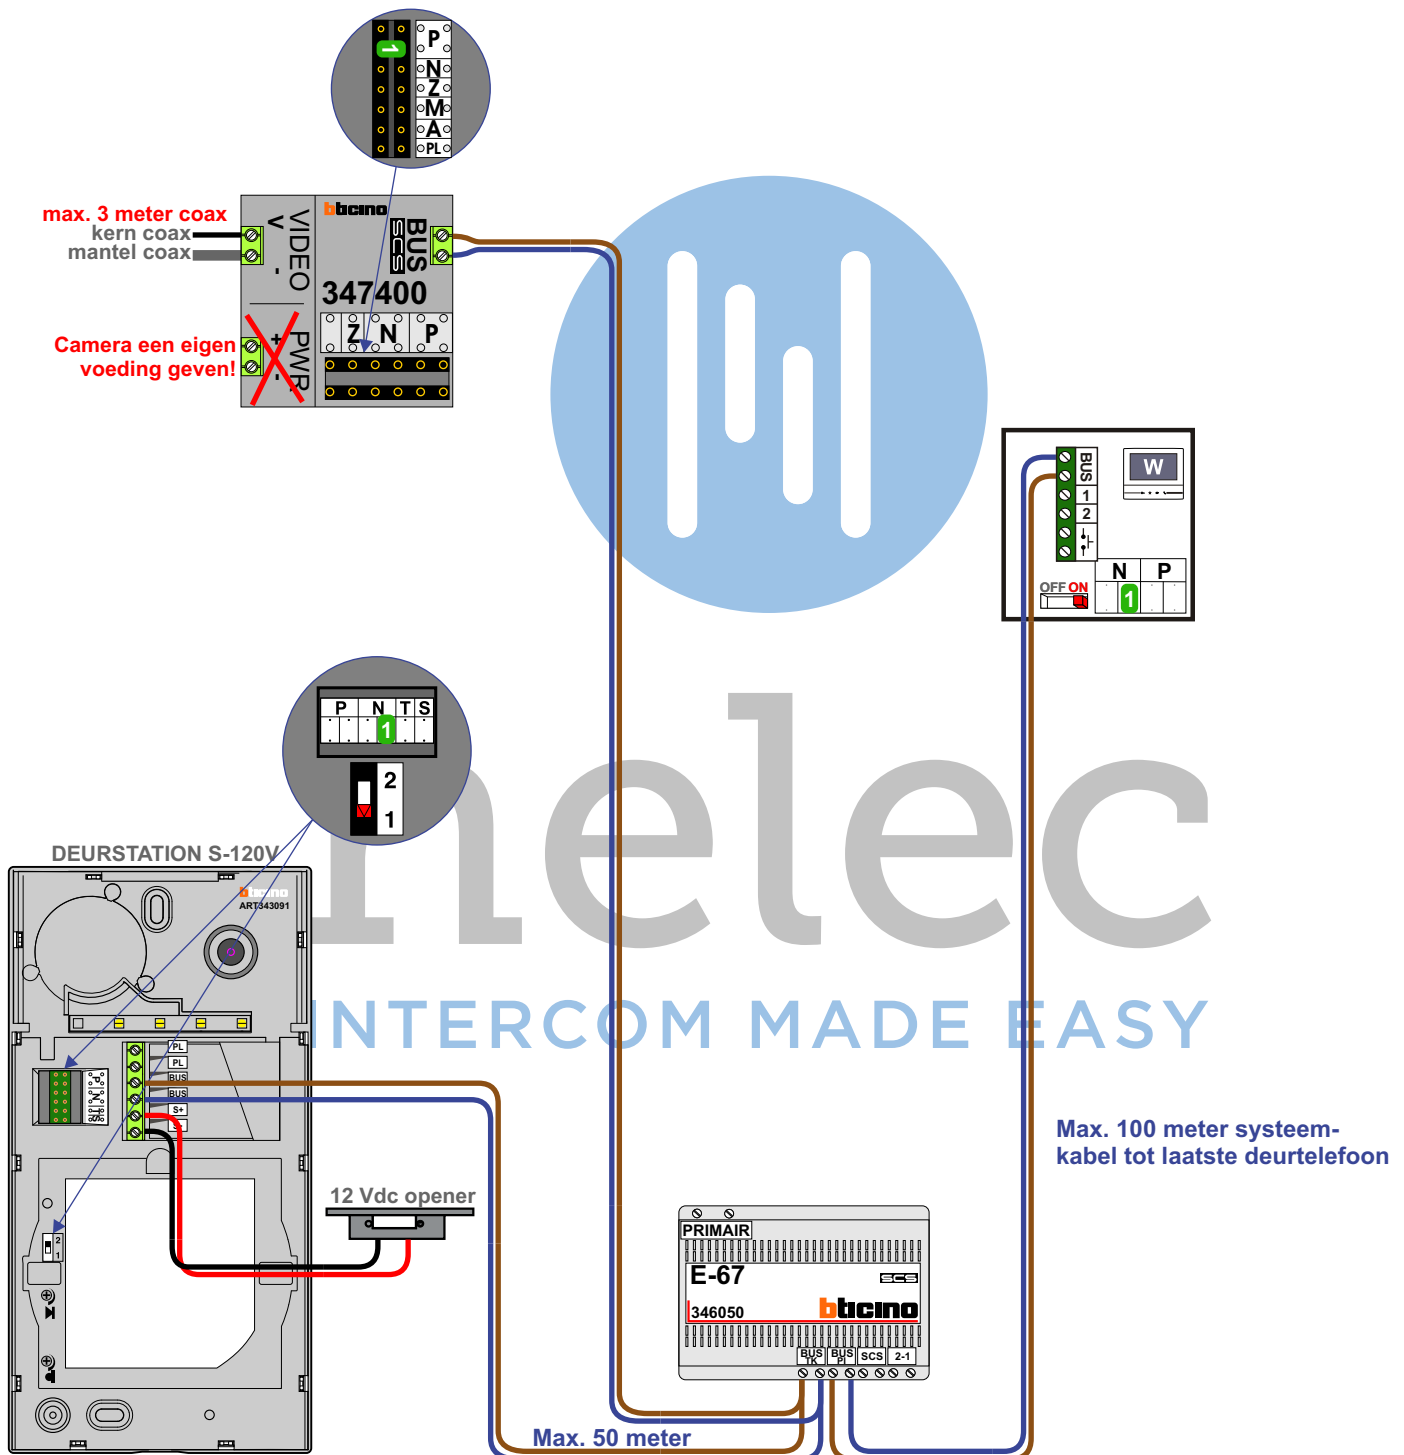 1
P
N
Z
M
A
PL
max. 3 meter coax
kern coax
mantel coax
V
-
VIDEO
bticino
BUS
SCS
347400
Camera een eigen
voeding geven!
+
-
PWR
Z N P
BUS
1
2
W
N P
OFF ON
1
P N T S
1
2
1
nelec
INTERCOM MADE EASY
DEURSTATION S-120V
bticino
ART343091
PL
PL
BUS
BUS
S+
S-
P N T S
2
1
12 Vdc opener
Max. 100 meter systeem-
kabel tot laatste deurtelefoon
PRIMAIR
E-67
SCS
346050
bticino
BUS TK
BUS PI
SCS
2-1
Max. 50 meter